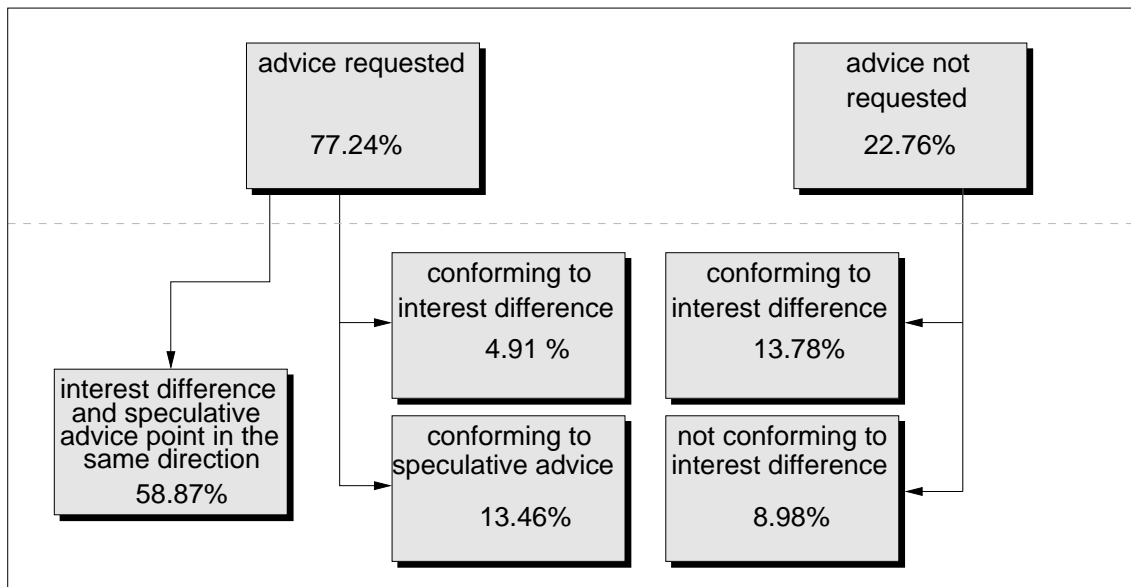 advice requested
77.24%
advice not
requested
22.76%
interest difference
and speculative
advice point in the
same direction
58.87%
conforming to
interest difference
4.91 %
conforming to
speculative advice
13.46%
conforming to
interest difference
13.78%
not conforming to
interest difference
8.98%